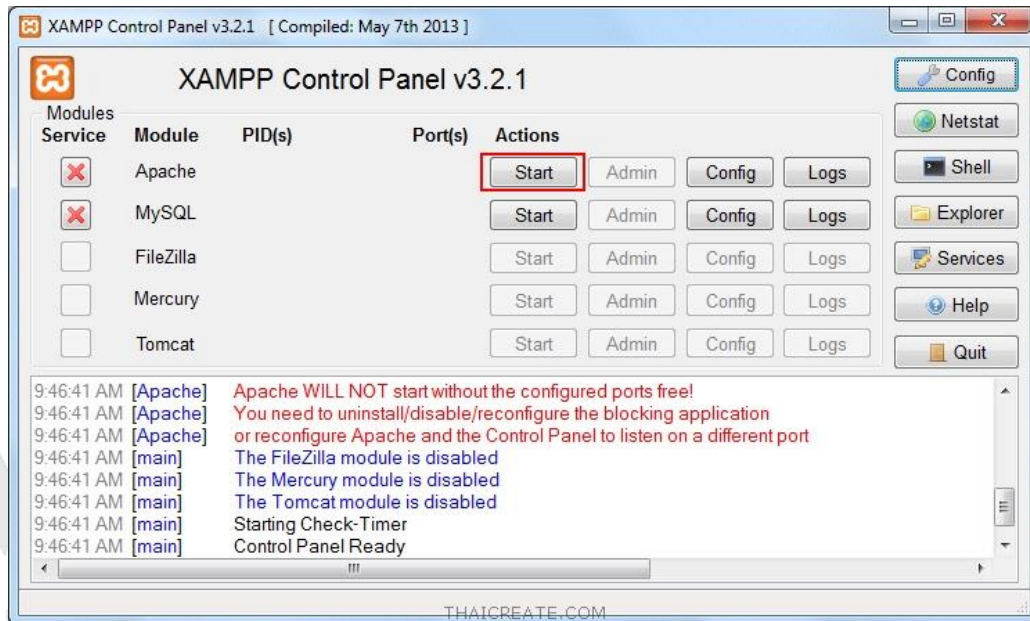 XAMPP Control Panel v3.2.1 [ Compiled: May 7th 2013 ]
XAMPP Control Panel v3.2.1
Config
Modules
Service Module PID(s) Port(s) Actions
Netstat
Apache Start Admin Config Logs
Shell
MySQL Start Admin Config Logs
Explorer
FileZilla Start Admin Config Logs
Services
Mercury Start Admin Config Logs
Help
Tomcat Start Admin Config Logs
Quit
9:46:41 AM [Apache] Apache WILL NOT start without the configured ports free!
9:46:41 AM [Apache] You need to uninstall/disable/reconfigure the blocking application
9:46:41 AM [Apache] or reconfigure Apache and the Control Panel to listen on a different port
9:46:41 AM [main] The FileZilla module is disabled
9:46:41 AM [main] The Mercury module is disabled
9:46:41 AM [main] The Tomcat module is disabled
9:46:41 AM [main] Starting Check-Timer
9:46:41 AM [main] Control Panel Ready
THAICREATE.COM